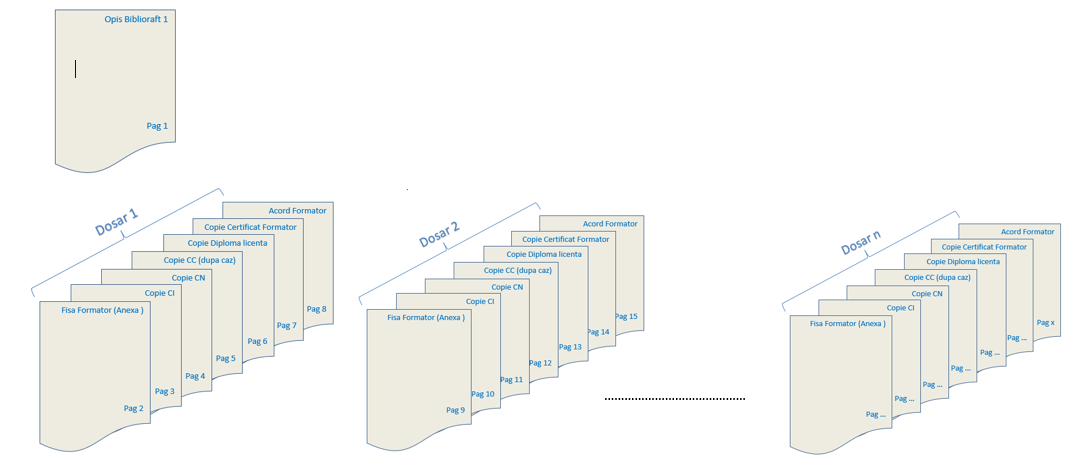 Opis Biblioraft 1
Pag 1
Dosar 1
Acord Formator
Copie Certificat Formator
Copie Diploma licenta
Copie CC (dupa caz)
Copie CN
Copie CI
Fisa Formator (Anexa )
Pag 8
Pag 7
Pag 6
Pag 5
Pag 4
Pag 3
Pag 2
Dosar 2
Acord Formator
Copie Certificat Formator
Copie Diploma licenta
Copie CC (dupa caz)
Copie CN
Copie CI
Fisa Formator (Anexa )
Pag 15
Pag 14
Pag 13
Pag 12
Pag 11
Pag 10
Pag 9
Dosar n
Acord Formator
Copie Certificat Formator
Copie Diploma licenta
Copie CC (dupa caz)
Copie CN
Copie CI
Fisa Formator (Anexa )
Pag x
Pag ...
Pag ...
Pag ...
Pag ...
Pag ...
Pag ...